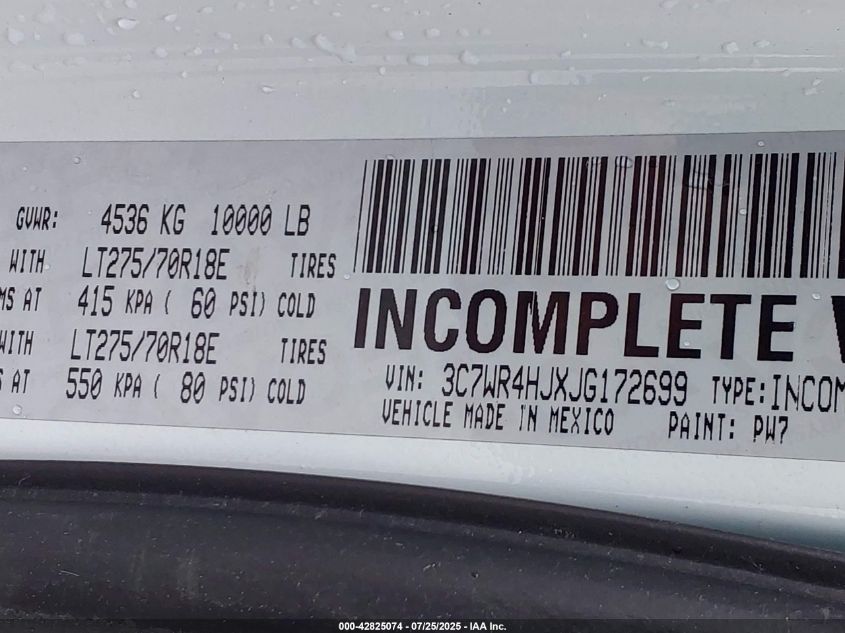 GVWR: 4536 KG 10000 LB
WITH LT275/70R18E TIRES
MS AT 415 KPA ( 60 PSI) COLD
WITH LT275/70R18E TIRES
S AT 550 KPA ( 80 PSI) COLD
INCOMPLETE V
VIN: 3C7WR4HJXJG172699 TYPE: INCOM
VEHICLE MADE IN MEXICO PAINT: PW7
000-42825074 - 07/25/2025 - IAA Inc.